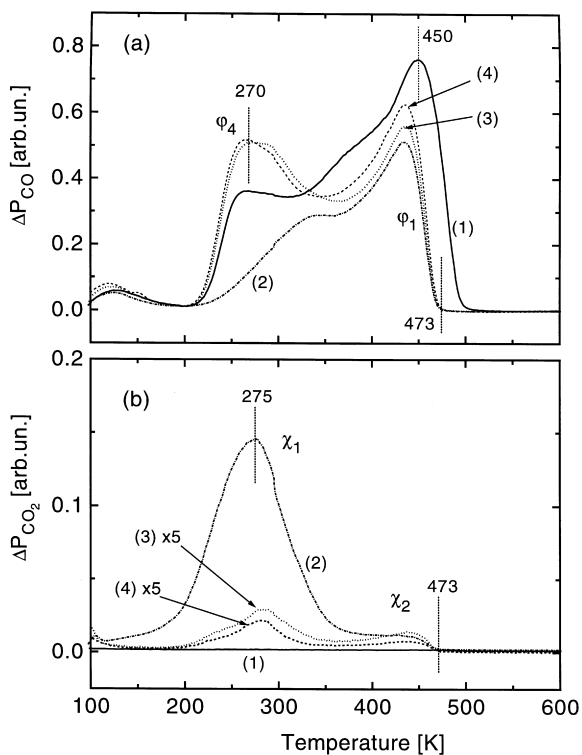 (a)
450
270
(4)
φ4
(3)
φ1
(1)
(2)
473
0.8
0.6
0.4
0.2
0.0
ΔPCO [arb.un.]
(b)
275
χ1
(3) x5
(2)
(4) x5
χ2
473
(1)
0.2
0.1
0.0
ΔPCO2 [arb.un.]
100 200 300 400 500 600
Temperature [K]